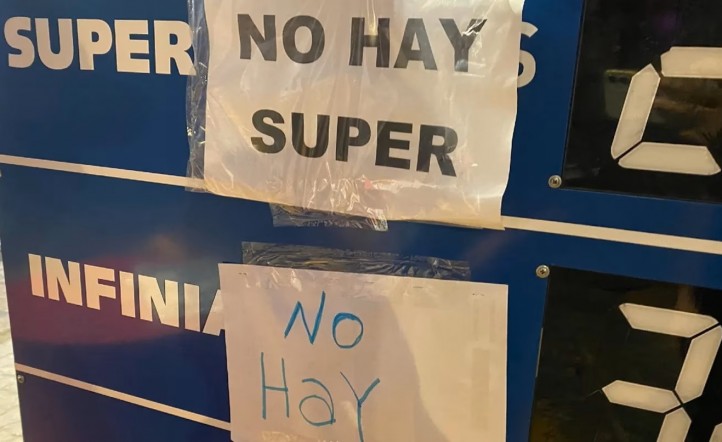 SUPER
NO HAY
SUPER
S
INFINIA
No
Hay